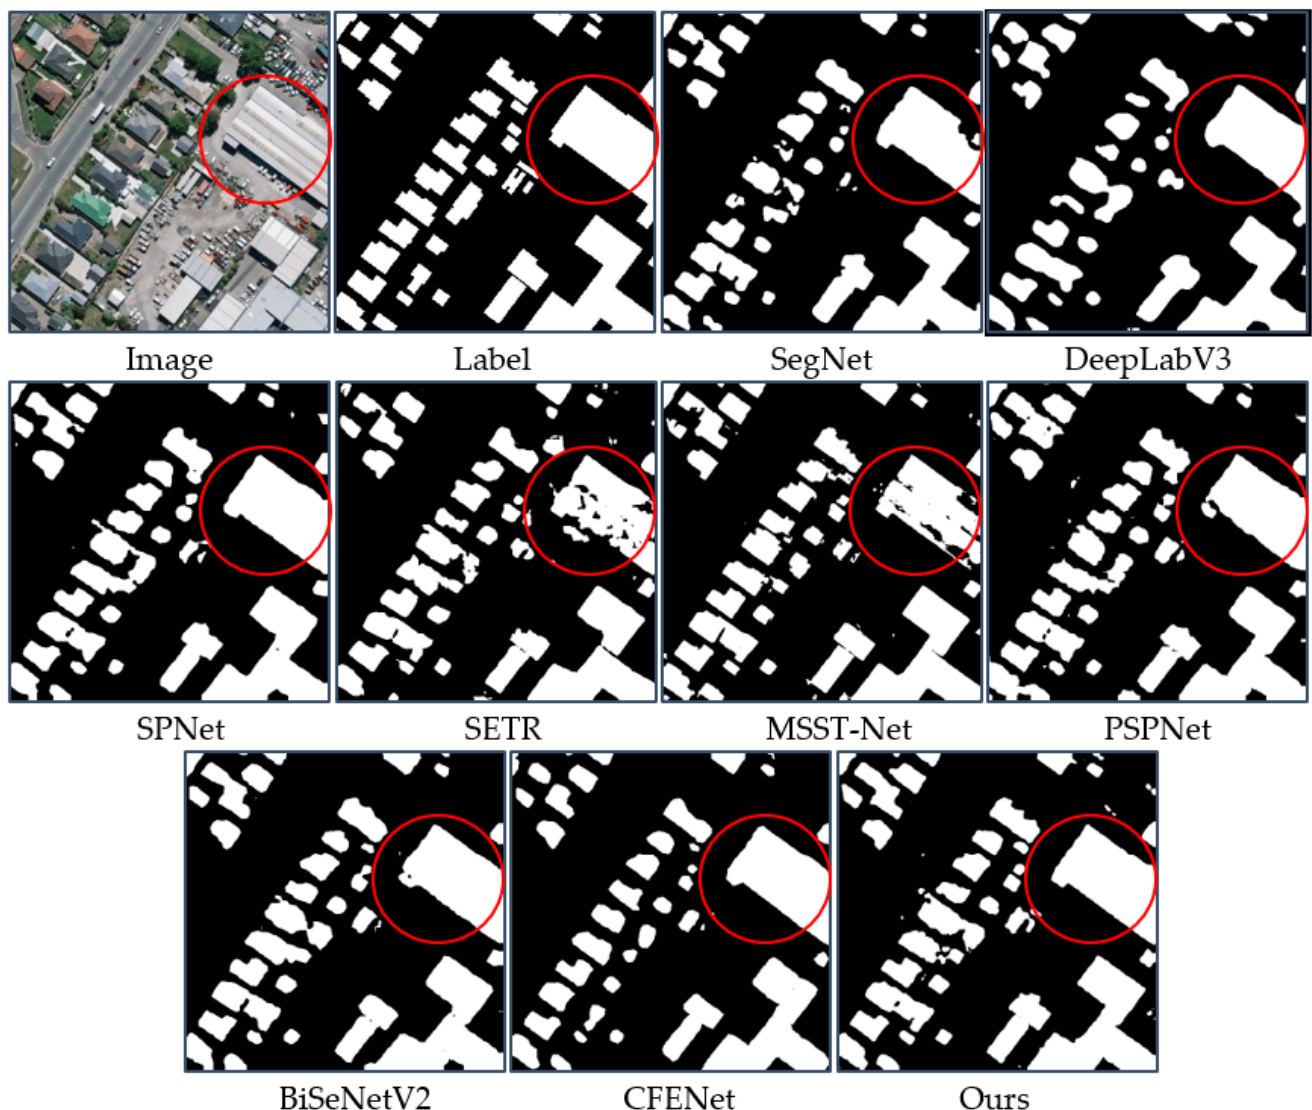 Image
Label
SegNet
DeepLabV3
SPNet
SETR
MSST-Net
PSPNet
BiSeNetV2
CFENet
Ours